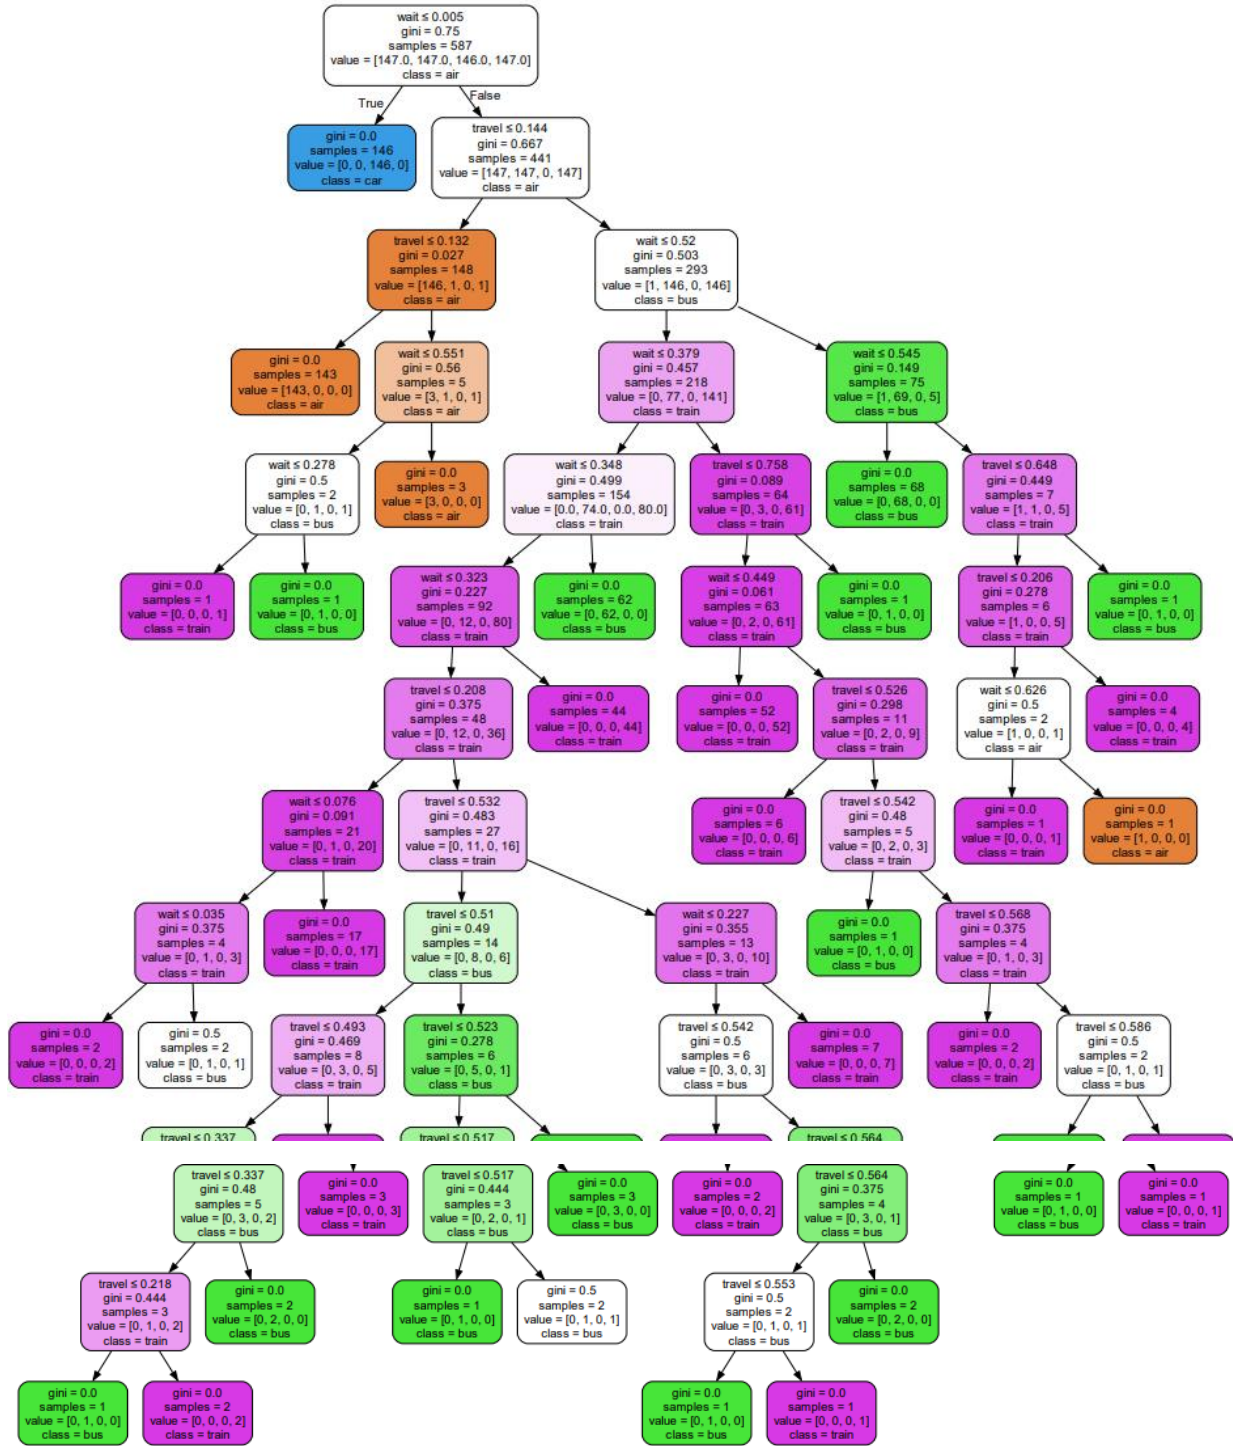 wait ≤ 0.005
gini = 0.75
samples = 587
value = [147.0, 147.0, 146.0, 147.0]
class = air
True
False
gini = 0.0
samples = 146
value = [0, 0, 146, 0]
class = car
travel ≤ 0.144
gini = 0.667
samples = 441
value = [147, 147, 0, 147]
class = air
travel ≤ 0.132
gini = 0.027
samples = 148
value = [146, 1, 0, 1]
class = air
wait ≤ 0.52
gini = 0.503
samples = 293
value = [1, 146, 0, 146]
class = bus
gini = 0.0
samples = 143
value = [143, 0, 0, 0]
class = air
wait ≤ 0.551
gini = 0.56
samples = 5
value = [3, 1, 0, 1]
class = air
wait ≤ 0.379
gini = 0.457
samples = 218
value = [0, 77, 0, 141]
class = train
wait ≤ 0.545
gini = 0.149
samples = 75
value = [1, 69, 0, 5]
class = bus
wait ≤ 0.278
gini = 0.5
samples = 2
value = [0, 1, 0, 1]
class = bus
gini = 0.0
samples = 3
value = [3, 0, 0, 0]
class = air
wait ≤ 0.348
gini = 0.499
samples = 154
value = [0.0, 74.0, 0.0, 80.0]
class = train
travel ≤ 0.758
gini = 0.089
samples = 64
value = [0, 3, 0, 61]
class = train
gini = 0.0
samples = 68
value = [0, 68, 0, 0]
class = bus
travel ≤ 0.648
gini = 0.449
samples = 7
value = [1, 1, 0, 5]
class = train
gini = 0.0
samples = 1
value = [0, 0, 0, 1]
class = train
gini = 0.0
samples = 1
value = [0, 1, 0, 0]
class = bus
wait ≤ 0.323
gini = 0.227
samples = 92
value = [0, 12, 0, 80]
class = train
gini = 0.0
samples = 62
value = [0, 62, 0, 0]
class = bus
wait ≤ 0.449
gini = 0.061
samples = 63
value = [0, 2, 0, 61]
class = train
gini = 0.0
samples = 1
value = [0, 1, 0, 0]
class = bus
travel ≤ 0.206
gini = 0.278
samples = 6
value = [1, 0, 0, 5]
class = train
gini = 0.0
samples = 1
value = [0, 1, 0, 0]
class = bus
travel ≤ 0.208
gini = 0.375
samples = 48
value = [0, 12, 0, 36]
class = train
gini = 0.0
samples = 44
value = [0, 0, 0, 44]
class = train
gini = 0.0
samples = 52
value = [0, 0, 0, 52]
class = train
travel ≤ 0.526
gini = 0.298
samples = 11
value = [0, 2, 0, 9]
class = train
wait ≤ 0.626
gini = 0.5
samples = 2
value = [1, 0, 0, 1]
class = air
gini = 0.0
samples = 4
value = [0, 0, 0, 4]
class = train
wait ≤ 0.076
gini = 0.091
samples = 21
value = [0, 1, 0, 20]
class = train
travel ≤ 0.532
gini = 0.483
samples = 27
value = [0, 11, 0, 16]
class = train
gini = 0.0
samples = 6
value = [0, 0, 0, 6]
class = train
travel ≤ 0.542
gini = 0.48
samples = 5
value = [0, 2, 0, 3]
class = train
gini = 0.0
samples = 1
value = [0, 0, 0, 1]
class = train
gini = 0.0
samples = 1
value = [1, 0, 0, 0]
class = air
wait ≤ 0.035
gini = 0.375
samples = 4
value = [0, 1, 0, 3]
class = train
gini = 0.0
samples = 17
value = [0, 0, 0, 17]
class = train
travel ≤ 0.51
gini = 0.49
samples = 14
value = [0, 8, 0, 6]
class = bus
wait ≤ 0.227
gini = 0.355
samples = 13
value = [0, 3, 0, 10]
class = train
gini = 0.0
samples = 1
value = [0, 1, 0, 0]
class = bus
travel ≤ 0.568
gini = 0.375
samples = 4
value = [0, 1, 0, 3]
class = train
gini = 0.0
samples = 2
value = [0, 0, 0, 2]
class = train
gini = 0.5
samples = 2
value = [0, 1, 0, 1]
class = bus
travel ≤ 0.493
gini = 0.469
samples = 8
value = [0, 3, 0, 5]
class = train
travel ≤ 0.523
gini = 0.278
samples = 6
value = [0, 5, 0, 1]
class = bus
travel ≤ 0.542
gini = 0.5
samples = 6
value = [0, 3, 0, 3]
class = bus
gini = 0.0
samples = 7
value = [0, 0, 0, 7]
class = train
gini = 0.0
samples = 2
value = [0, 0, 0, 2]
class = train
travel ≤ 0.586
gini = 0.5
samples = 2
value = [0, 1, 0, 1]
class = bus
travel ≤ 0.337
travel ≤ 0.517
travel ≤ 0.564
travel ≤ 0.337
gini = 0.48
samples = 5
value = [0, 3, 0, 2]
class = bus
gini = 0.0
samples = 3
value = [0, 0, 0, 3]
class = train
travel ≤ 0.517
gini = 0.444
samples = 3
value = [0, 2, 0, 1]
class = bus
gini = 0.0
samples = 3
value = [0, 3, 0, 0]
class = bus
gini = 0.0
samples = 2
value = [0, 0, 0, 2]
class = train
travel ≤ 0.564
gini = 0.375
samples = 4
value = [0, 3, 0, 1]
class = bus
gini = 0.0
samples = 1
value = [0, 1, 0, 0]
class = bus
gini = 0.0
samples = 1
value = [0, 0, 0, 1]
class = train
travel ≤ 0.218
gini = 0.444
samples = 3
value = [0, 1, 0, 2]
class = train
gini = 0.0
samples = 2
value = [0, 2, 0, 0]
class = bus
gini = 0.0
samples = 1
value = [0, 1, 0, 0]
class = bus
gini = 0.5
samples = 2
value = [0, 1, 0, 1]
class = bus
travel ≤ 0.553
gini = 0.5
samples = 2
value = [0, 1, 0, 1]
class = bus
gini = 0.0
samples = 2
value = [0, 2, 0, 0]
class = bus
gini = 0.0
samples = 1
value = [0, 1, 0, 0]
class = bus
gini = 0.0
samples = 2
value = [0, 0, 0, 2]
class = train
gini = 0.0
samples = 1
value = [0, 1, 0, 0]
class = bus
gini = 0.0
samples = 1
value = [0, 0, 0, 1]
class = train